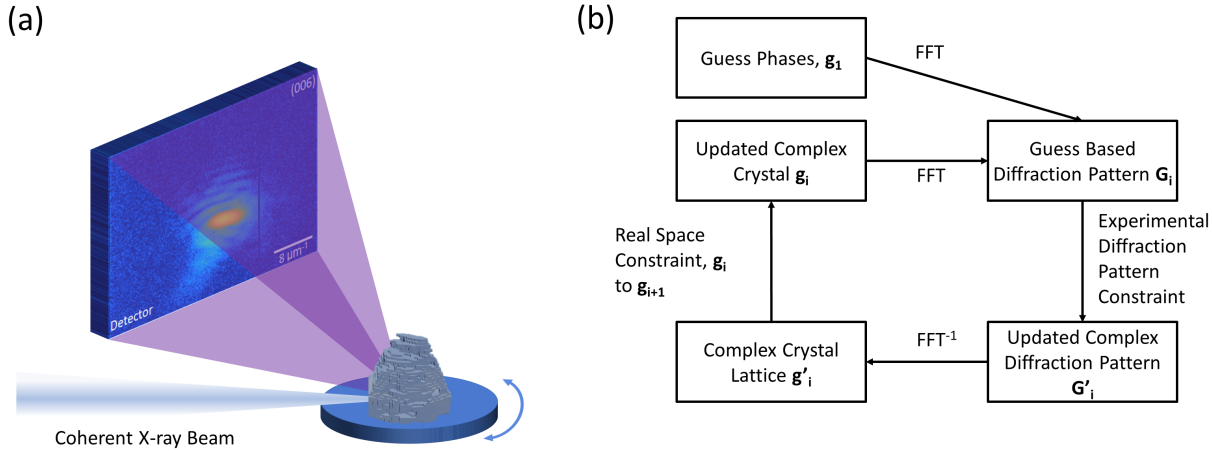 (a)
(006)
8 μm⁻¹
Detector
Coherent X-ray Beam
(b)
Guess Phases, g₁
FFT
Updated Complex
Crystal gᵢ
FFT
Guess Based
Diffraction Pattern Gᵢ
Real Space
Constraint, gᵢ
to gᵢ₊₁
Experimental
Diffraction
Pattern
Constraint
Complex Crystal
Lattice g'ᵢ
FFT⁻¹
Updated Complex
Diffraction Pattern
G'ᵢ